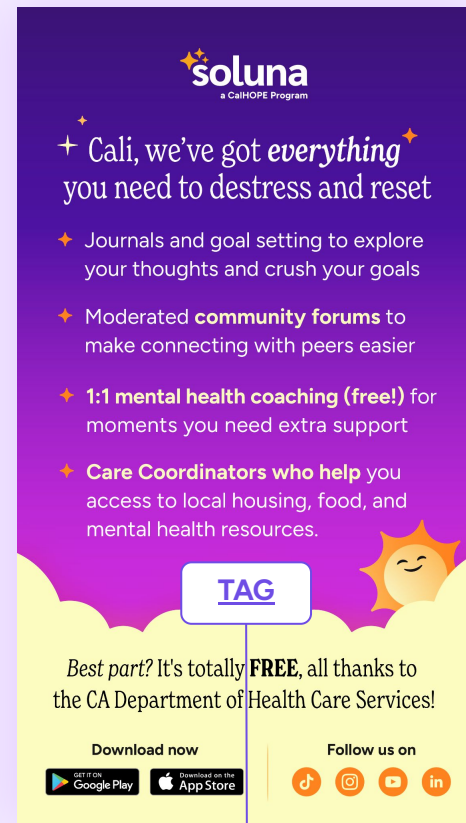 soluna
a CalHOPE Program
Cali, we've got everything
you need to destress and reset
Journals and goal setting to explore
your thoughts and crush your goals
Moderated community forums to
make connecting with peers easier
1:1 mental health coaching (free!) for
moments you need extra support
Care Coordinators who help you
access to local housing, food, and
mental health resources.
TAG
Best part? It's totally FREE, all thanks to
the CA Department of Health Care Services!
Download now
GET IT ON
Google Play
Download on the
App Store
Follow us on
in